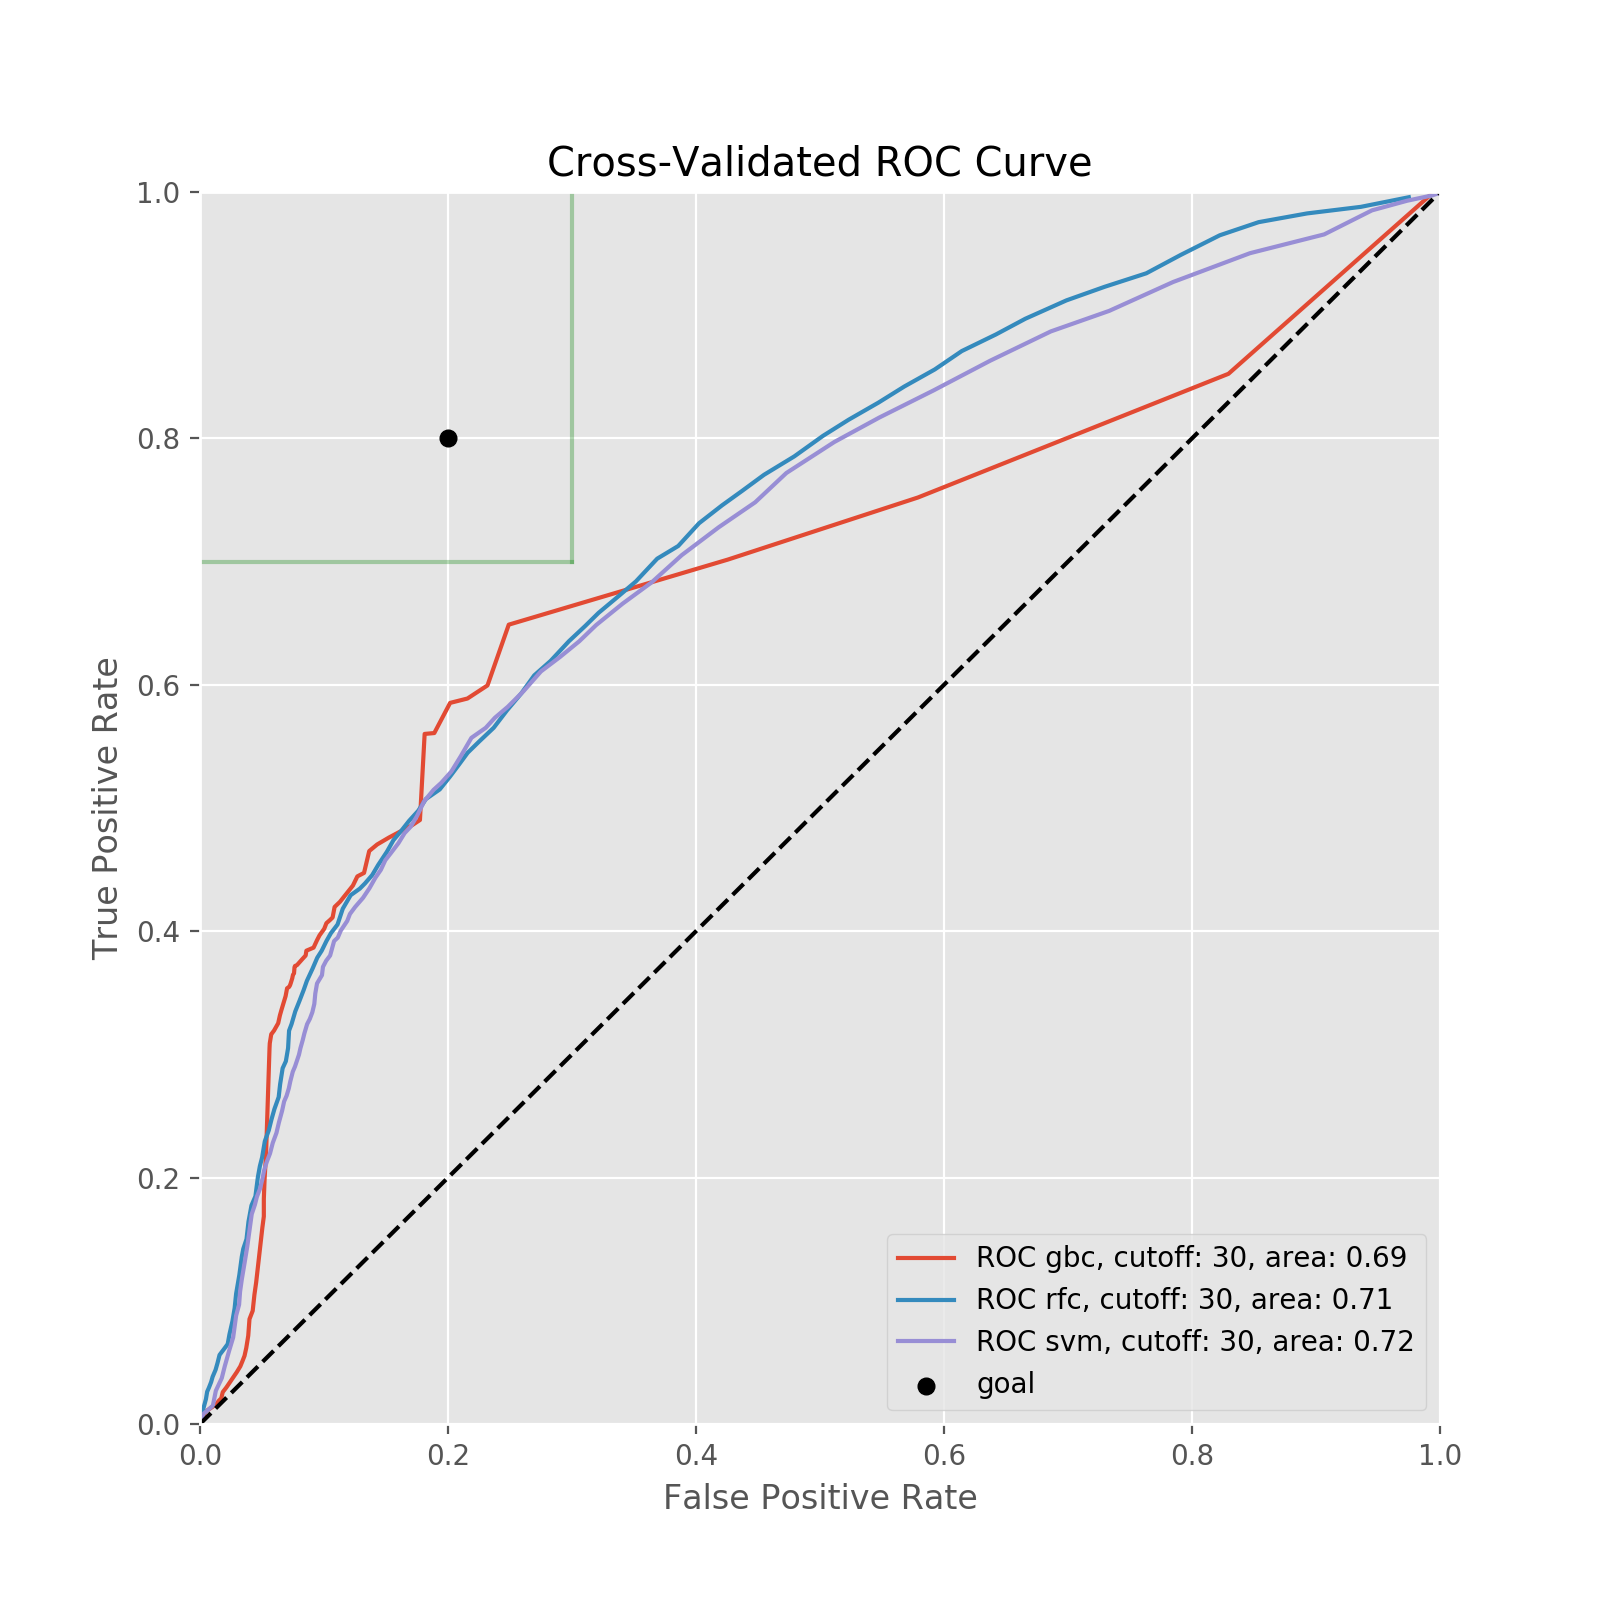 Cross-Validated ROC Curve
1.0
0.8
0.6
0.4
0.2
0.0
True Positive Rate
0.0 0.2 0.4 0.6 0.8 1.0
False Positive Rate
ROC gbc, cutoff: 30, area: 0.69
ROC rfc, cutoff: 30, area: 0.71
ROC svm, cutoff: 30, area: 0.72
goal